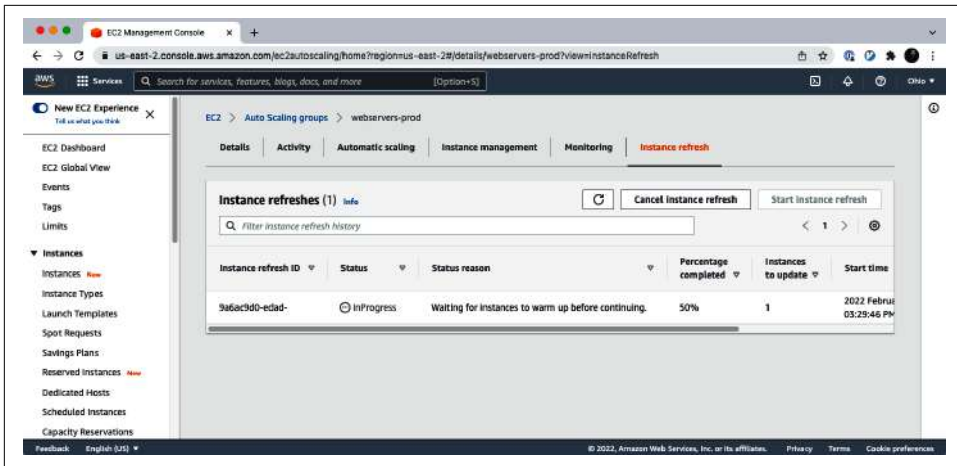 EC2 Management Console
us-east-2.console.aws.amazon.com/ec2autoscaling/home?region=us-east-2#/details/webservers-prod?view=instanceRefresh
aws
Services
Search for services, features, blogs, docs, and more
[Option+S]
Ohio
New EC2 Experience
Tell us what you think
EC2 Dashboard
EC2 Global View
Events
Tags
Limits
Instances
Instances New
Instance Types
Launch Templates
Spot Requests
Savings Plans
Reserved Instances New
Dedicated Hosts
Scheduled Instances
Capacity Reservations
EC2 > Auto Scaling groups > webservers-prod
Details Activity Automatic scaling Instance management Monitoring Instance refresh
Instance refreshes (1) Info
Cancel instance refresh
Start instance refresh
Filter instance refresh history
< 1 >
Instance refresh ID Status Status reason Percentage completed Instances to update Start time
9a6ac9d0-edad- InProgress Waiting for instances to warm up before continuing. 50% 1 2022 Februa
03:29:46 PM
Feedback English (US) © 2022, Amazon Web Services, Inc. or its affiliates. Privacy Terms Cookie preferences